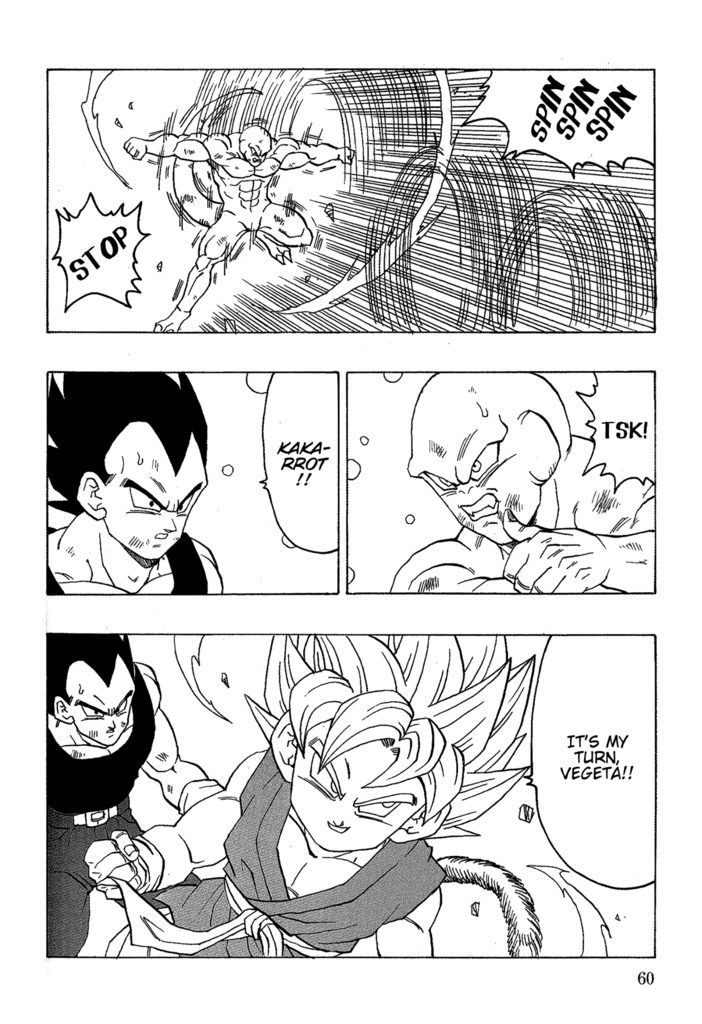 SPIN
SPIN
SPIN
STOP
TSK!
KAKA-
RROT
!!
IT'S MY
TURN,
VEGETA!!
60